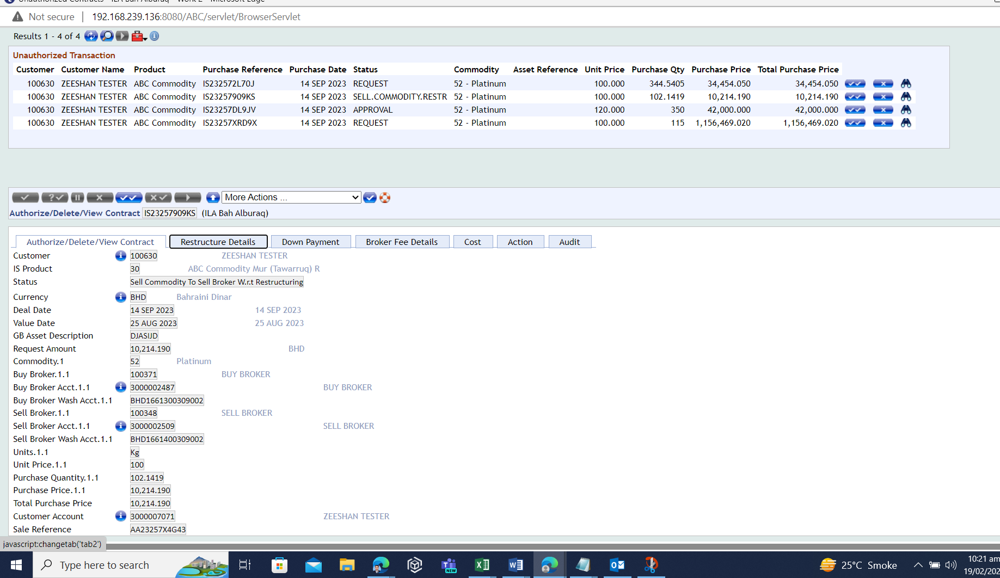 Not secure | 192.168.239.136:8080/ABC/servlet/BrowserServlet
Results 1 - 4 of 4
Unauthorized Transaction
Customer Customer Name Product Purchase Reference Purchase Date Status Commodity Asset Reference Unit Price Purchase Qty Purchase Price Total Purchase Price
100630 ZEESHAN TESTER ABC Commodity IS232572L70J 14 SEP 2023 REQUEST 52 - Platinum 100.000 344.5405 34,454.050 34,454.050
100630 ZEESHAN TESTER ABC Commodity IS23257909KS 14 SEP 2023 SELL.COMMODITY.RESTR 52 - Platinum 100.000 102.1419 10,214.190 10,214.190
100630 ZEESHAN TESTER ABC Commodity IS23257DL9JV 14 SEP 2023 APPROVAL 52 - Platinum 120.000 350 42,000.000 42,000.000
100630 ZEESHAN TESTER ABC Commodity IS23257XRD9X 14 SEP 2023 REQUEST 52 - Platinum 100.000 115 1,156,469.020 1,156,469.020
More Actions ...
Authorize/Delete/View Contract IS23257909KS (ILA Bah Alburaq)
Authorize/Delete/View Contract Restructure Details Down Payment Broker Fee Details Cost Action Audit
Customer 100630 ZEESHAN TESTER
IS Product 30 ABC Commodity Mur (Tawarruq) R
Status Sell Commodity To Sell Broker W.r.t Restructuring
Currency BHD Bahraini Dinar
Deal Date 14 SEP 2023 14 SEP 2023
Value Date 25 AUG 2023 25 AUG 2023
GB Asset Description DJASIJD
Request Amount 10,214.190 BHD
Commodity.1 52 Platinum
Buy Broker.1.1 100371 BUY BROKER
Buy Broker Acct.1.1 3000002487 BUY BROKER
Buy Broker Wash Acct.1.1 BHD1661300309002
Sell Broker.1.1 100348 SELL BROKER
Sell Broker Acct.1.1 3000002509 SELL BROKER
Sell Broker Wash Acct.1.1 BHD1661400309002
Units.1.1 Kg
Unit Price.1.1 100
Purchase Quantity.1.1 102.1419
Purchase Price.1.1 10,214.190
Total Purchase Price 10,214.190
Customer Account 3000007071 ZEESHAN TESTER
Sale Reference AA23257X4G43
javascript:changetab('tab2')
Type here to search NEW 25°C Smoke 10:21 am
19/02/202